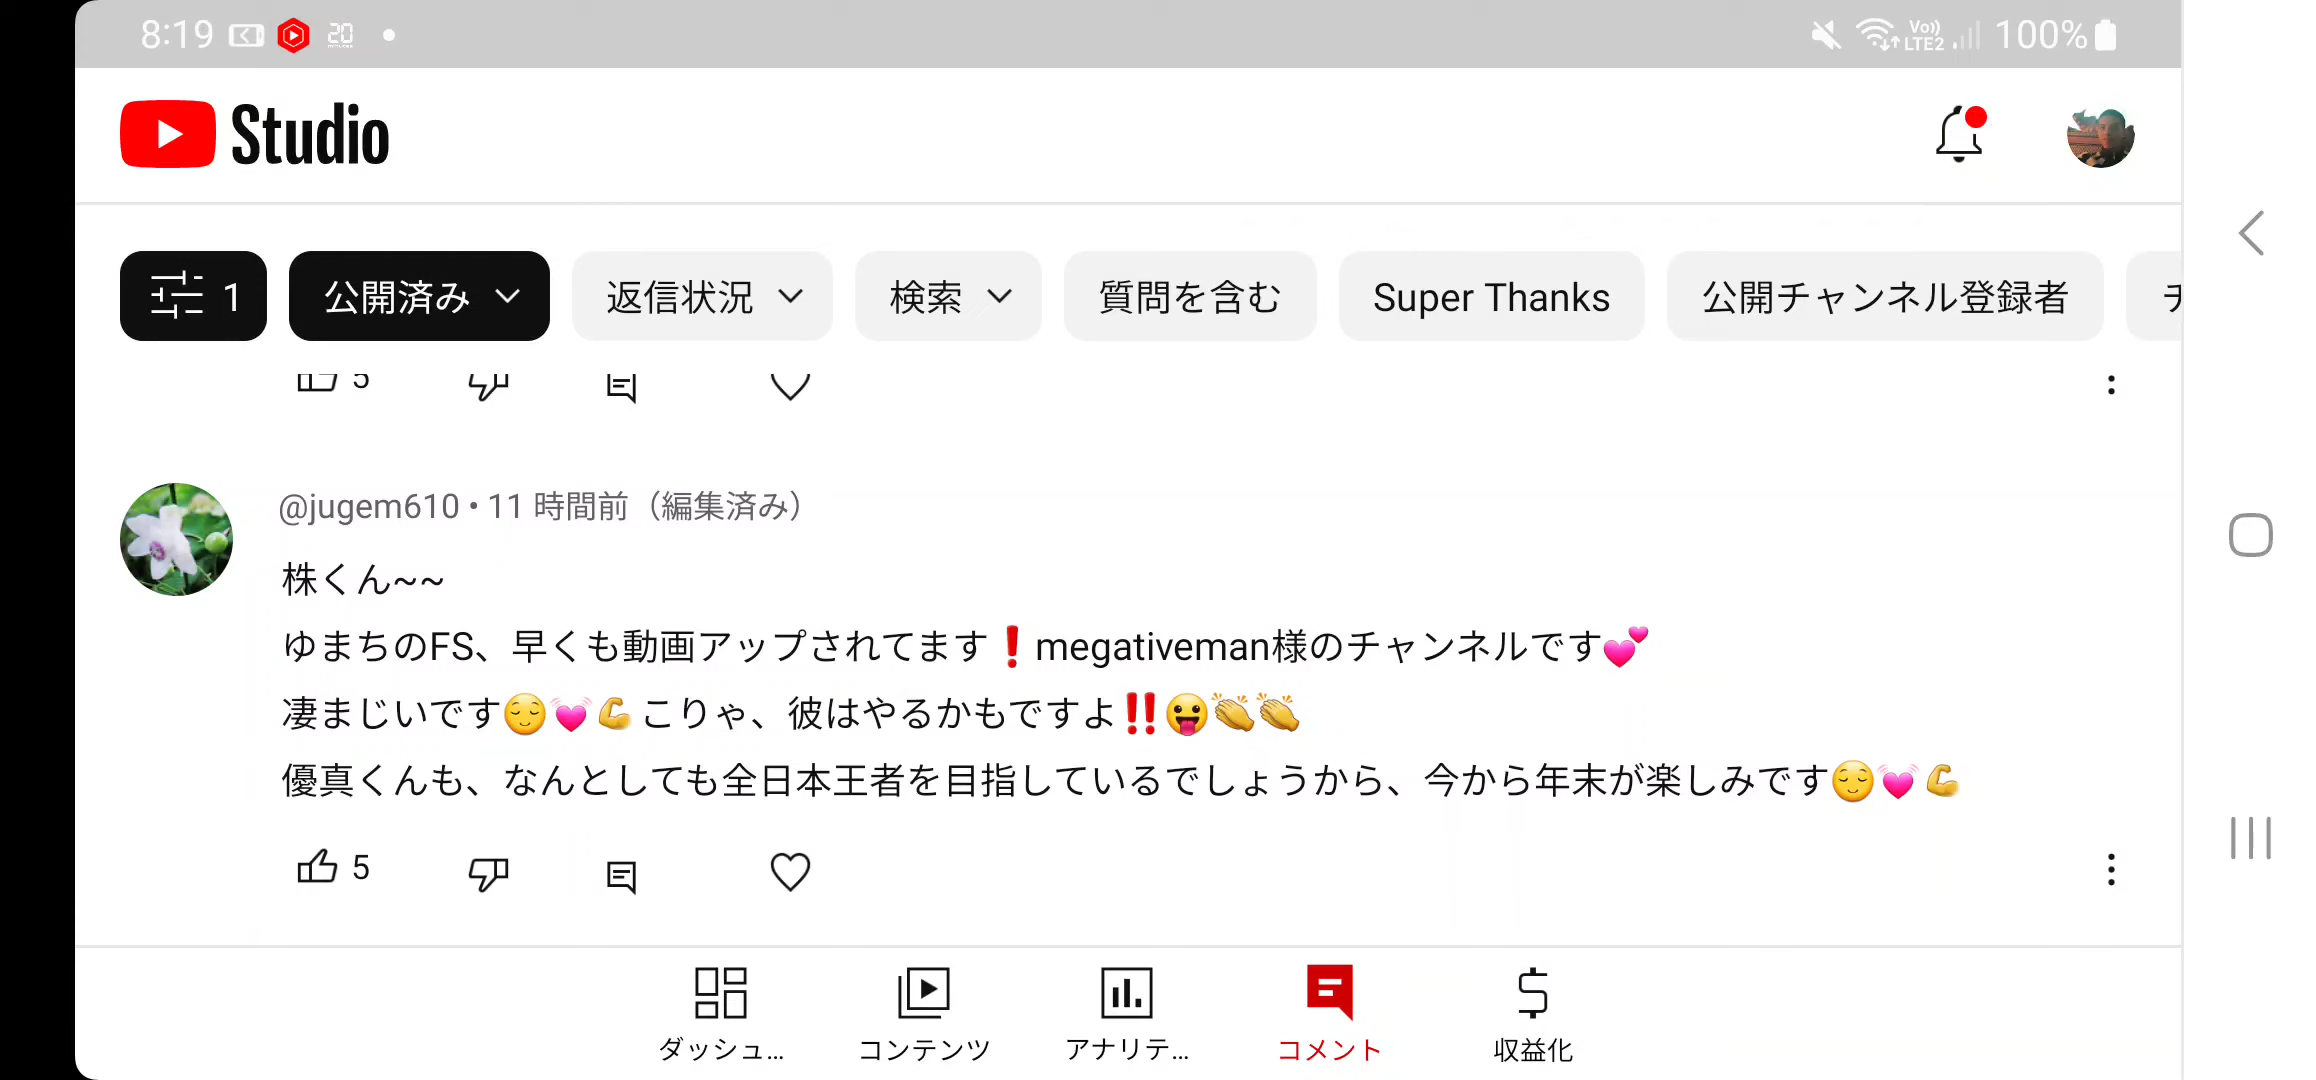 8:19 20 Vo)) LTE2 100%
Studio
1 公開済み 返信状況 検索 質問を含む Super Thanks 公開チャンネル登録者 チ
5
@jugem610 • 11 時間前（編集済み）
株くん~~
ゆまちのFS、早くも動画アップされてます❗megativeman様のチャンネルです💕
凄まじいです😌💓💪こりゃ、彼はやるかもですよ‼️😛👏👏
優真くんも、なんとしても全日本王者を目指しているでしょうから、今から年末が楽しみです😌💓💪
5
ダッシュ... コンテンツ アナリテ... コメント 収益化